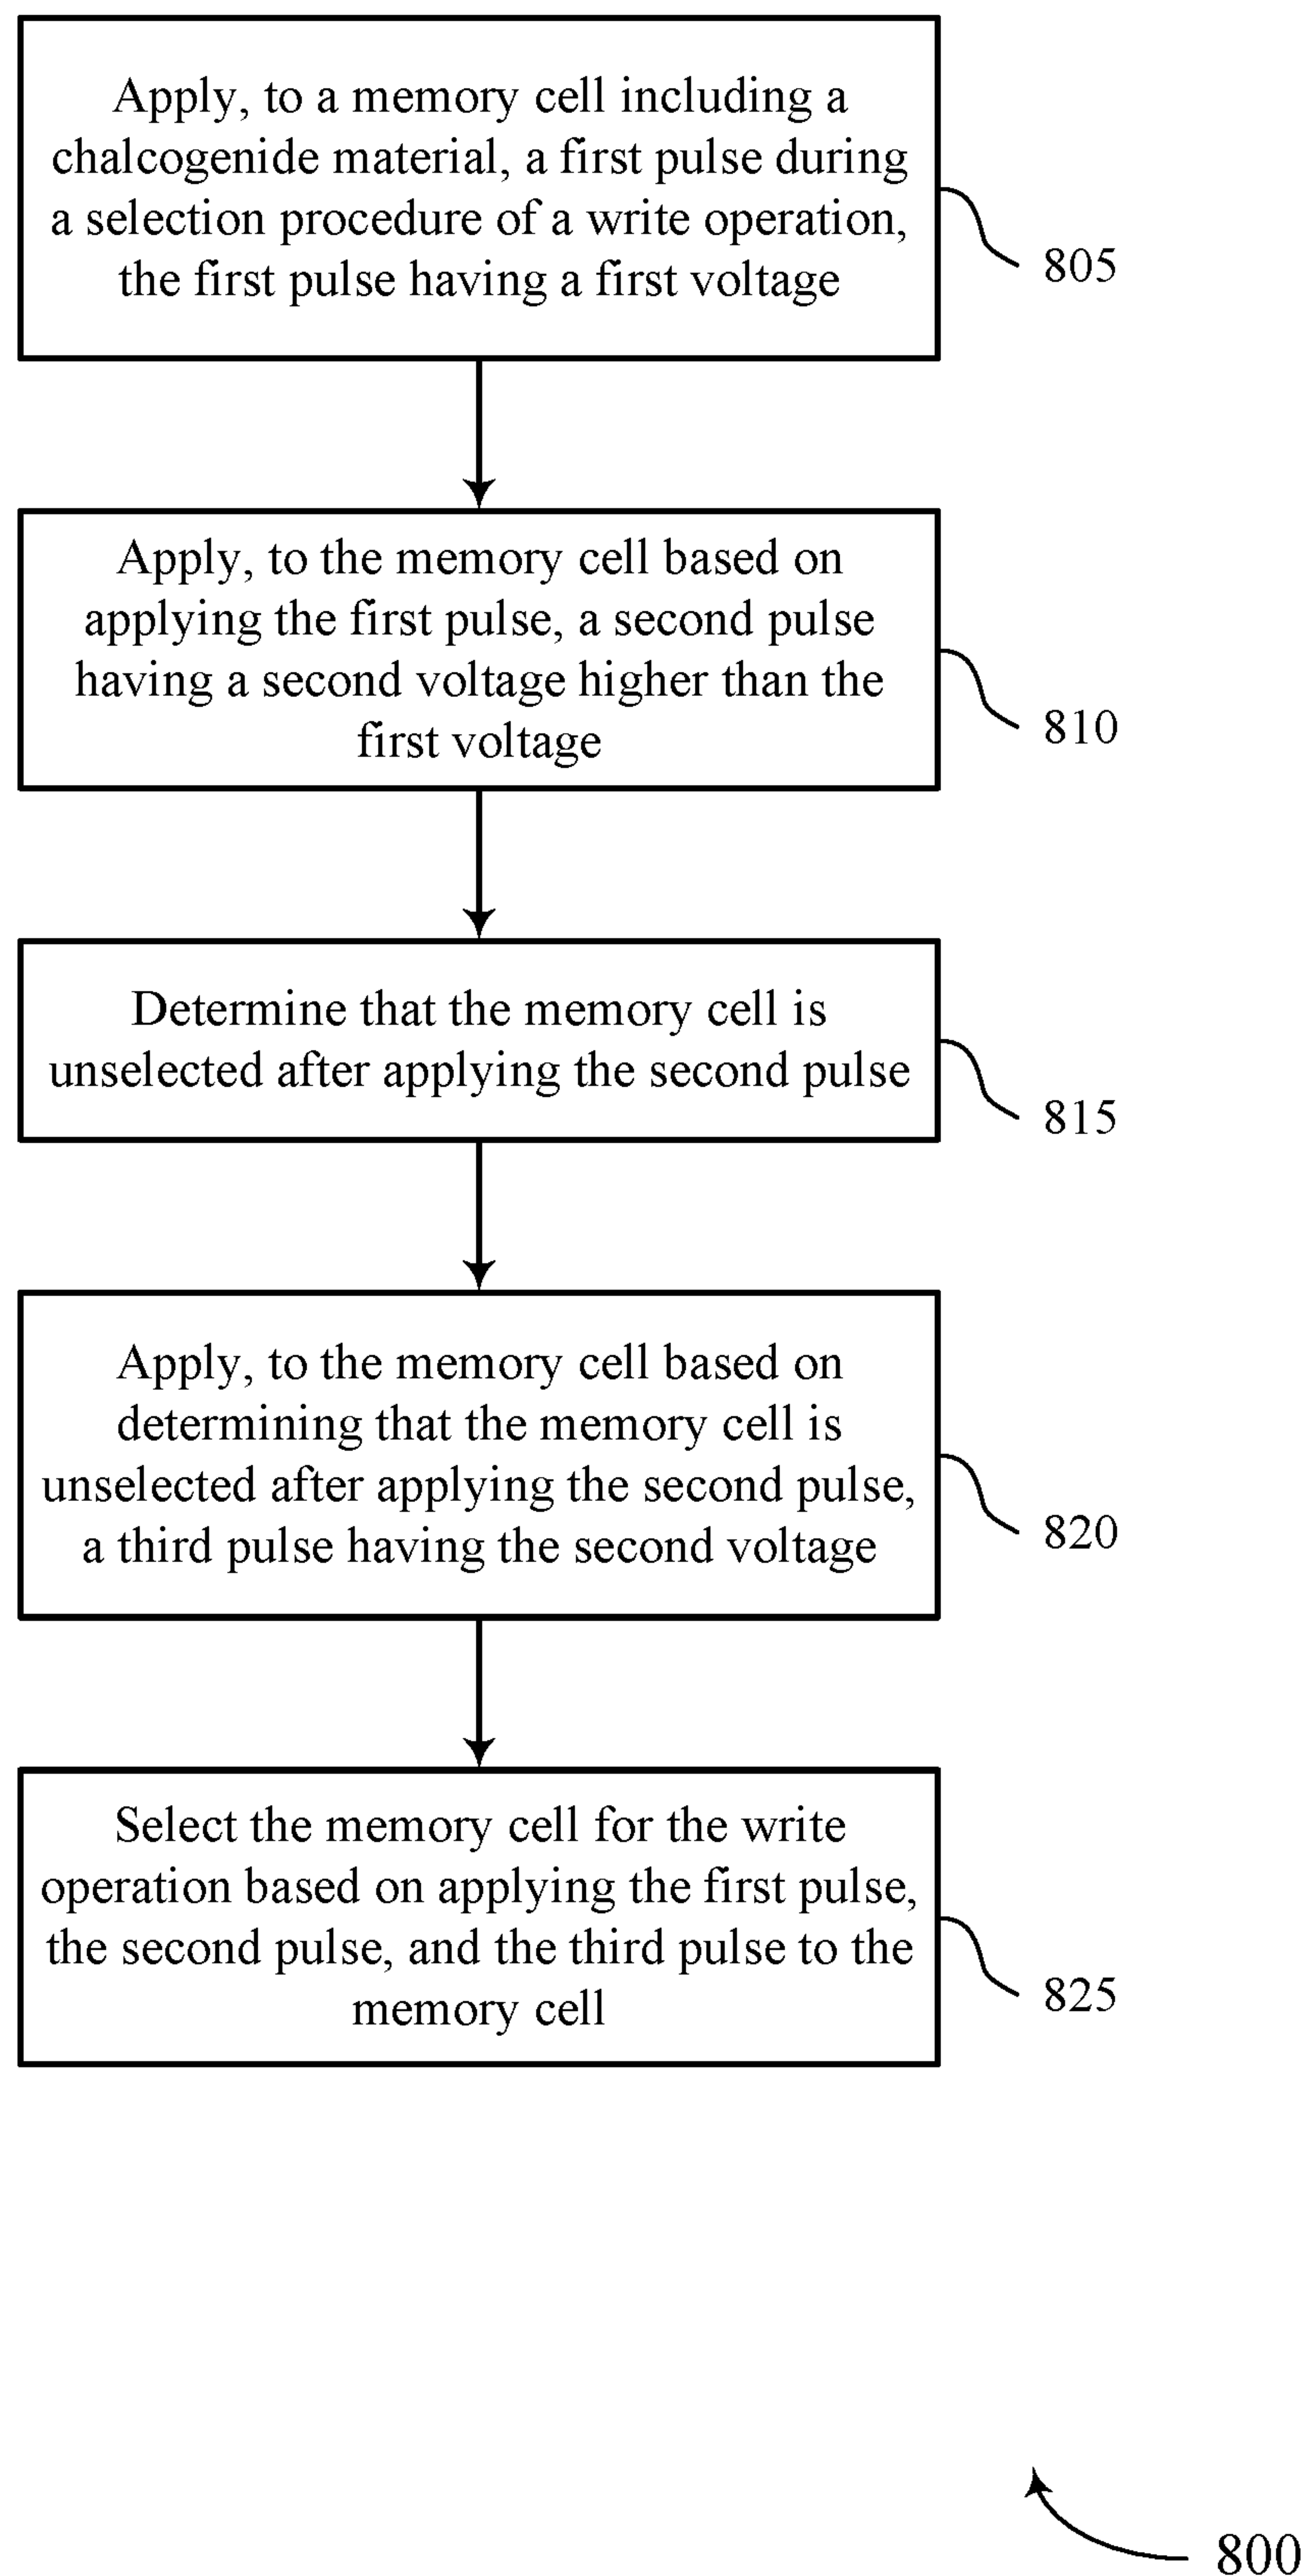 Apply, to a memory cell including a
chalcogenide material, a first pulse during
a selection procedure of a write operation,
the first pulse having a first voltage
805
Apply, to the memory cell based on
applying the first pulse, a second pulse
having a second voltage higher than the
first voltage
810
Determine that the memory cell is
unselected after applying the second pulse
815
Apply, to the memory cell based on
determining that the memory cell is
unselected after applying the second pulse,
a third pulse having the second voltage
820
Select the memory cell for the write
operation based on applying the first pulse,
the second pulse, and the third pulse to the
memory cell
825
800